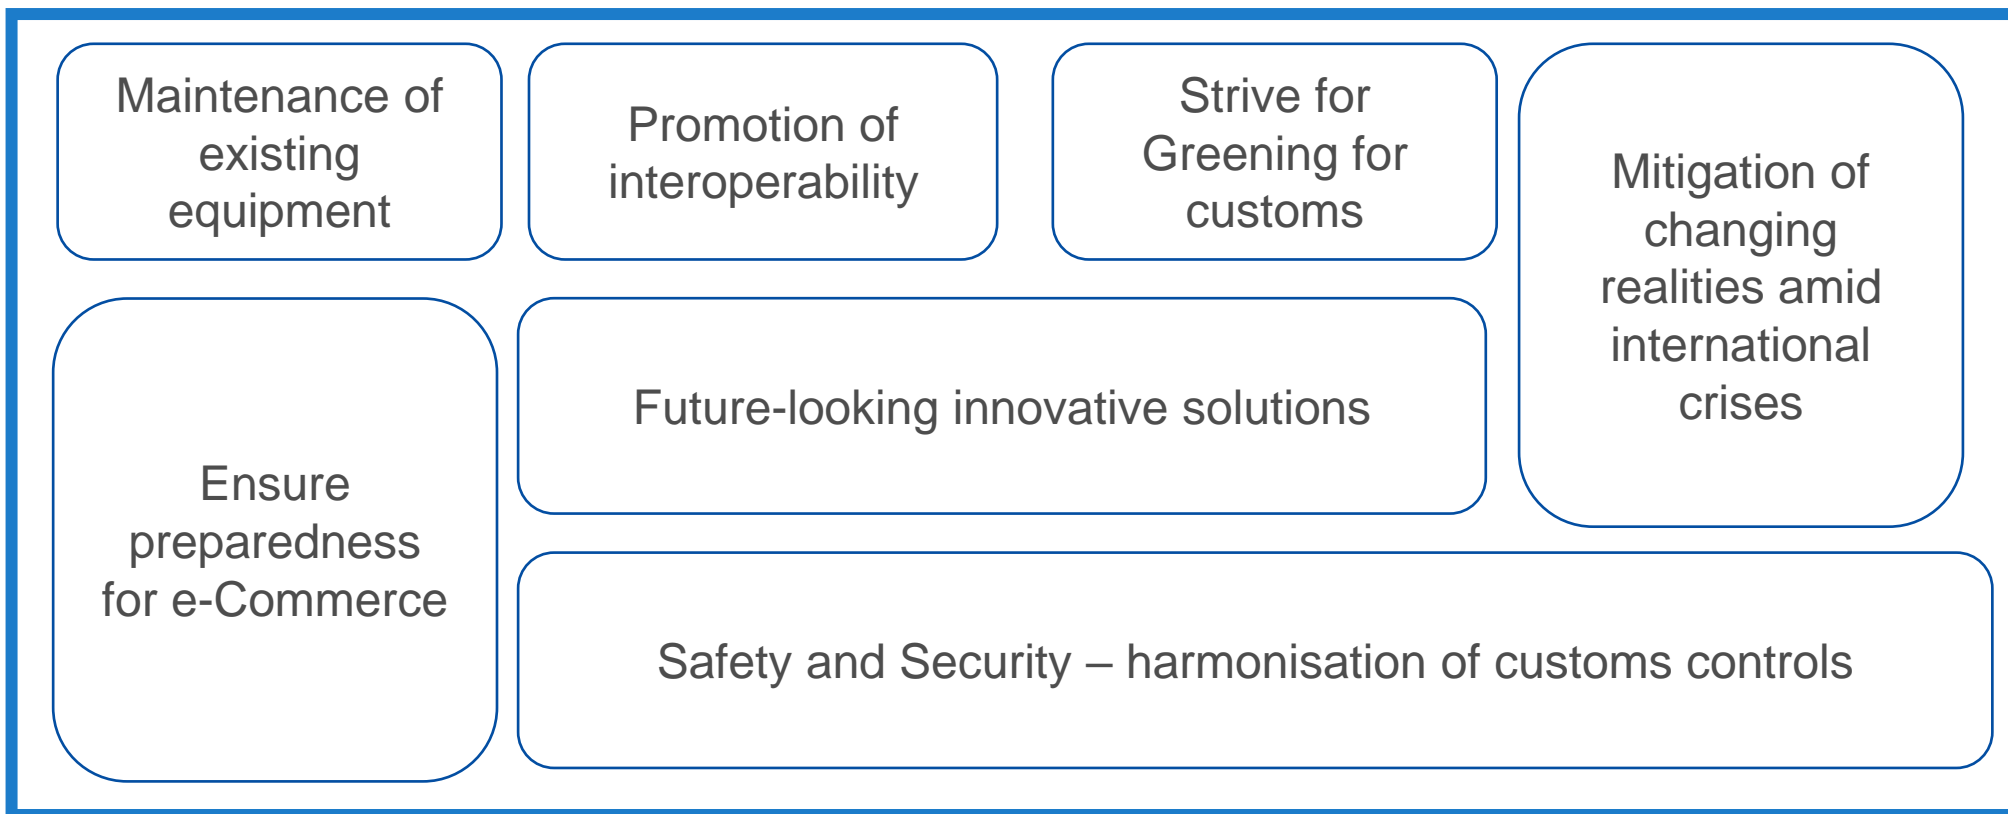 Maintenance of
existing
equipment
Promotion of
interoperability
Strive for
Greening for
customs
Mitigation of
changing
realities amid
international
crises
Ensure
preparedness
for e-Commerce
Future-looking innovative solutions
Safety and Security – harmonisation of customs controls